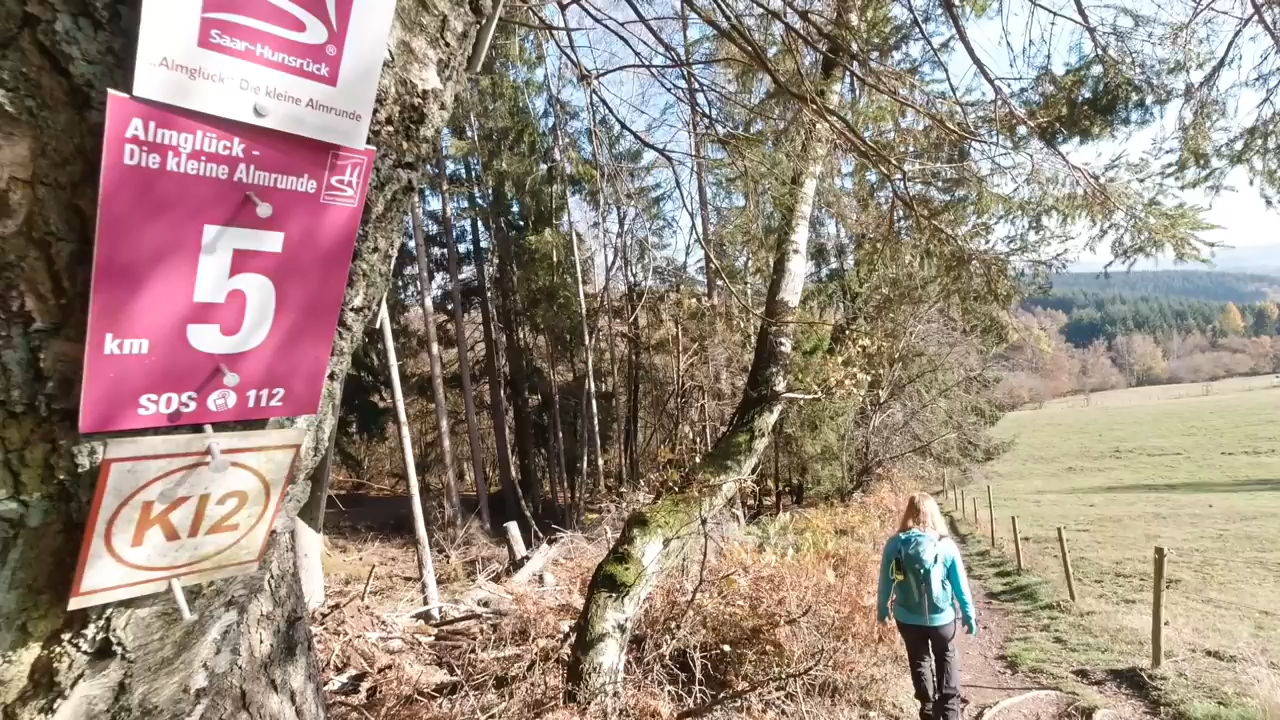 Saar-Hunsrück ®
„Almglück“ Die kleine Almrunde
Almglück -
Die kleine Almrunde
5
km
SOS 112
KI2